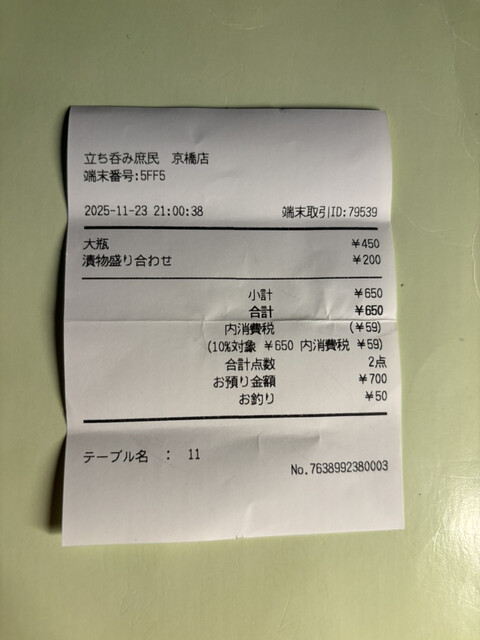 立ち呑み庶民 京橋店
端末番号:5FF5
2025-11-23 21:00:38 端末取引ID:79539
大瓶 ¥450
漬物盛り合わせ ¥200
小計 ¥650
合計 ¥650
内消費税 (¥59)
(10%対象 ¥650 内消費税 ¥59)
合計点数 2点
お預り金額 ¥700
お釣り ¥50
テーブル名 : 11
No.7638992380003